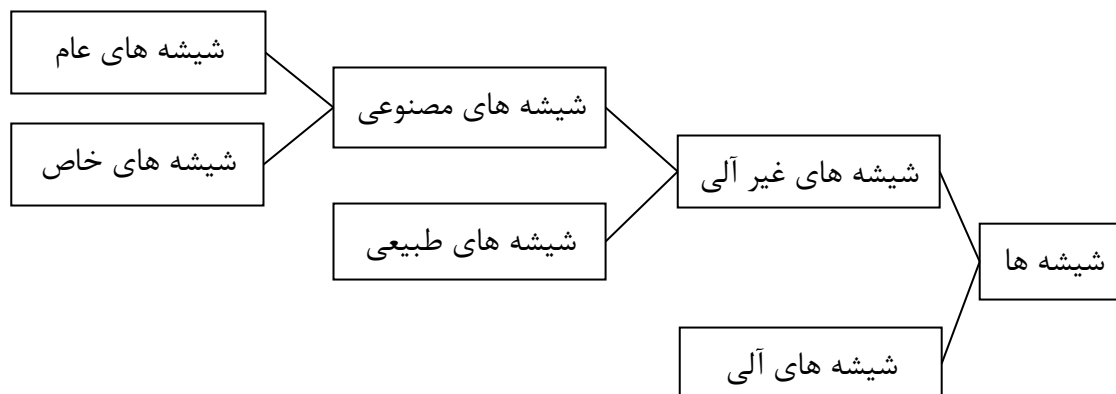 شیشه ها
شیشه های غیر آلی
شیشه های آلی
شیشه های مصنوعی
شیشه های طبیعی
شیشه های عام
شیشه های خاص